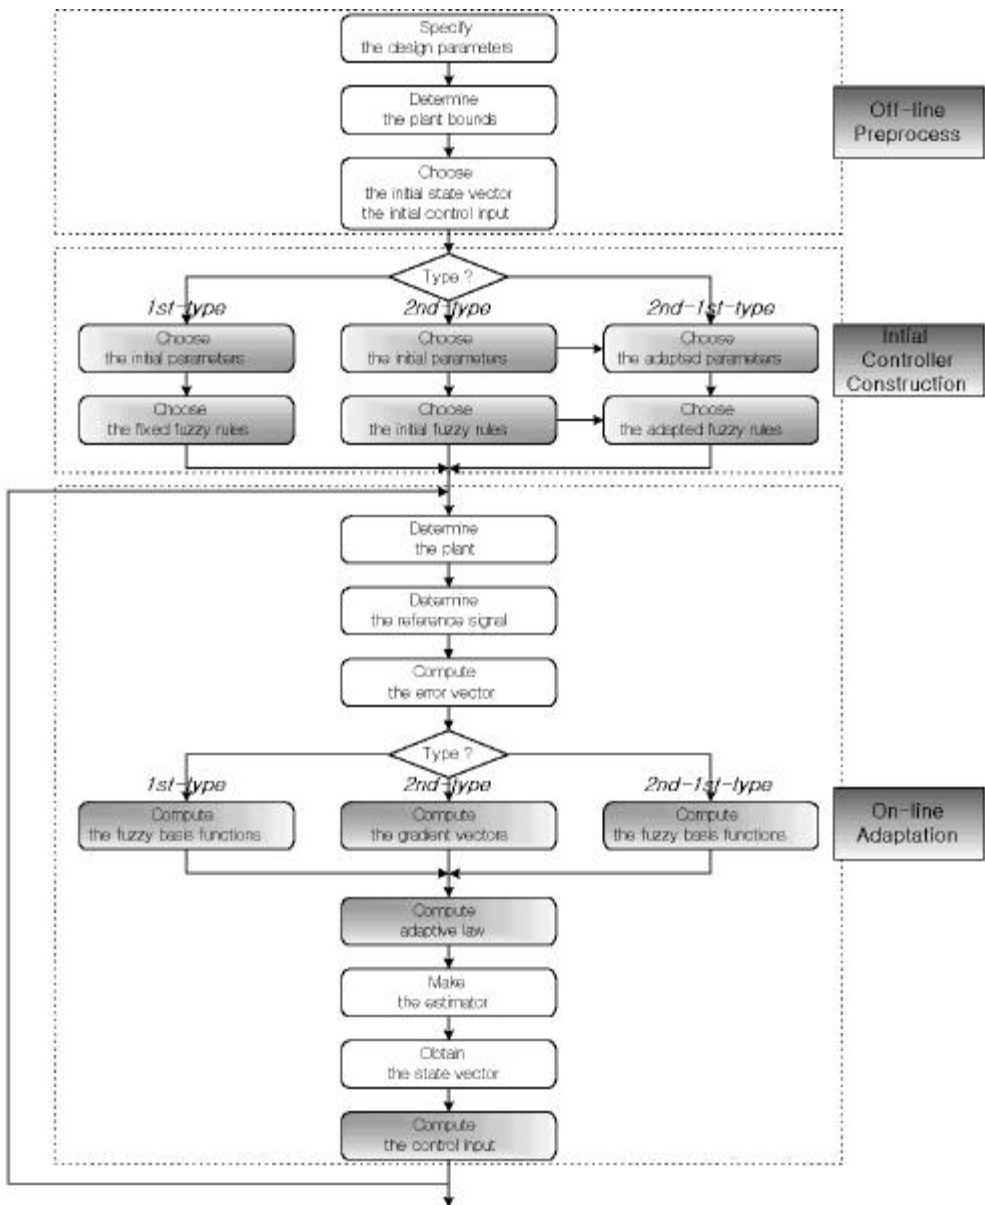 Specify
the design parameters
Determine
the plant bounds
Off-line
Preprocess
Choose
the initial state vector
the initial control input
Type ?
1st-type
2nd-type
2nd-1st-type
Choose
the initial parameters
Choose
the initial parameters
Choose
the adapted parameters
Intial
Controller
Construction
Choose
the fixed fuzzy rules
Choose
the initial fuzzy rules
Choose
the adapted fuzzy rules
Determine
the plant
Determine
the reference signal
Compute
the error vector
Type ?
1st-type
2nd-type
2nd-1st-type
Compute
the fuzzy basis functions
Compute
the gradient vectors
Compute
the fuzzy basis functions
On-line
Adaptation
Compute
adaptive law
Make
the estimator
Obtain
the state vector
Compute
the control input